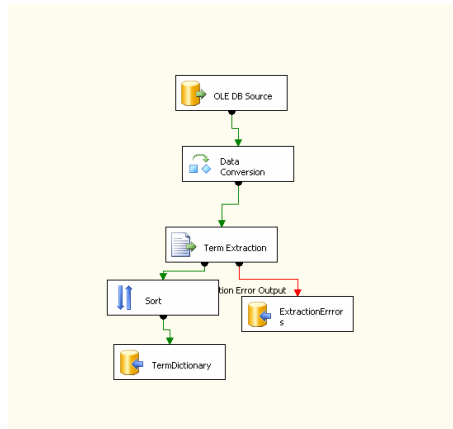 OLE DB Source
Data
Conversion
Term Extraction
Sort
tion Error Output
ExtractionErrror
s
TermDictionary